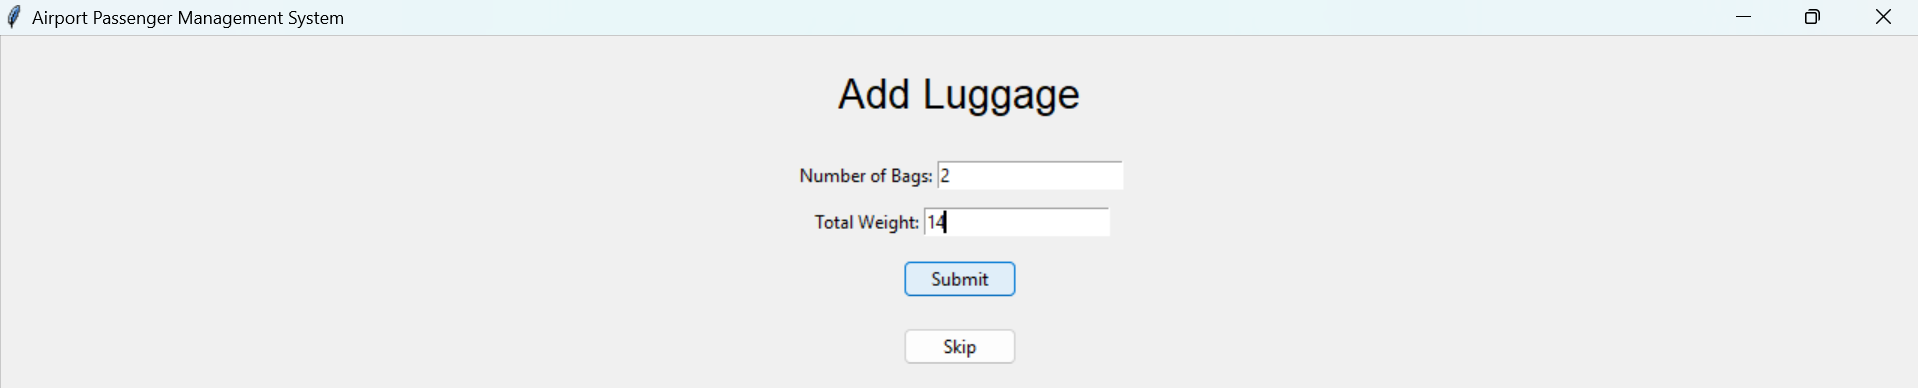 Airport Passenger Management System
Add Luggage
Number of Bags: 2
Total Weight: 14
Submit
Skip